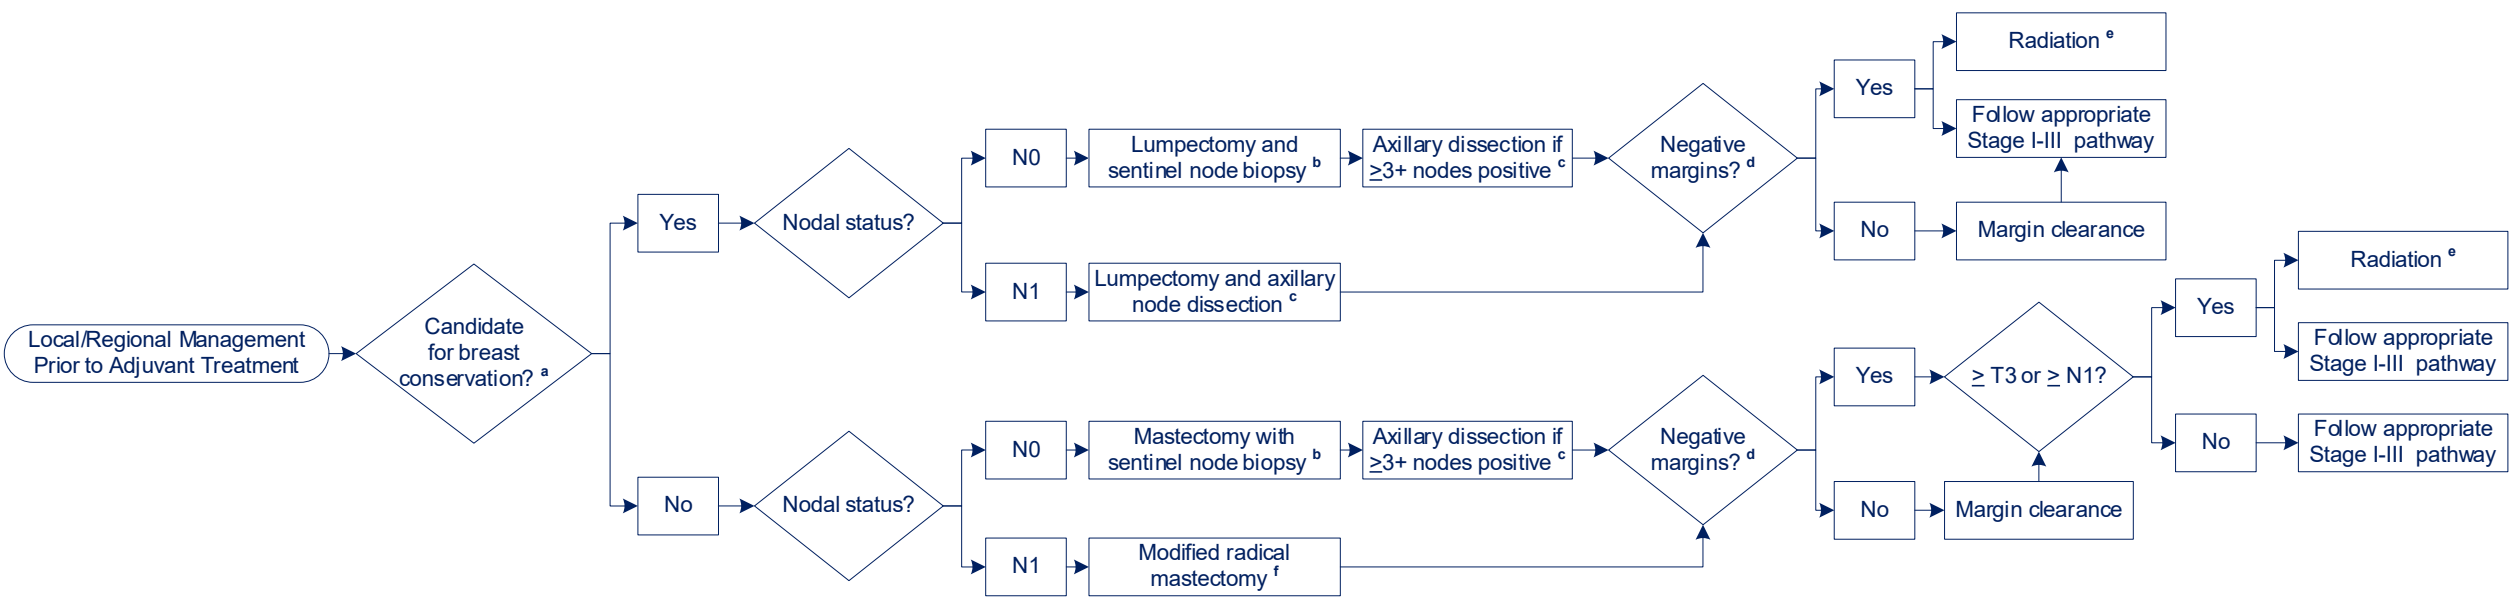 Local/Regional Management
Prior to Adjuvant Treatment
Candidate
for breast
conservation? a
Yes
Nodal status?
N0
Lumpectomy and
sentinel node biopsy b
Axillary dissection if
≥3+ nodes positive c
N1
Lumpectomy and axillary
node dissection c
Negative
margins? d
Yes
Radiation e
Follow appropriate
Stage I-III pathway
No
Margin clearance
No
Nodal status?
N0
Mastectomy with
sentinel node biopsy b
Axillary dissection if
≥3+ nodes positive c
N1
Modified radical
mastectomy f
Negative
margins? d
Yes
No
Margin clearance
≥ T3 or ≥ N1?
Yes
Radiation e
Follow appropriate
Stage I-III pathway
No
Follow appropriate
Stage I-III pathway